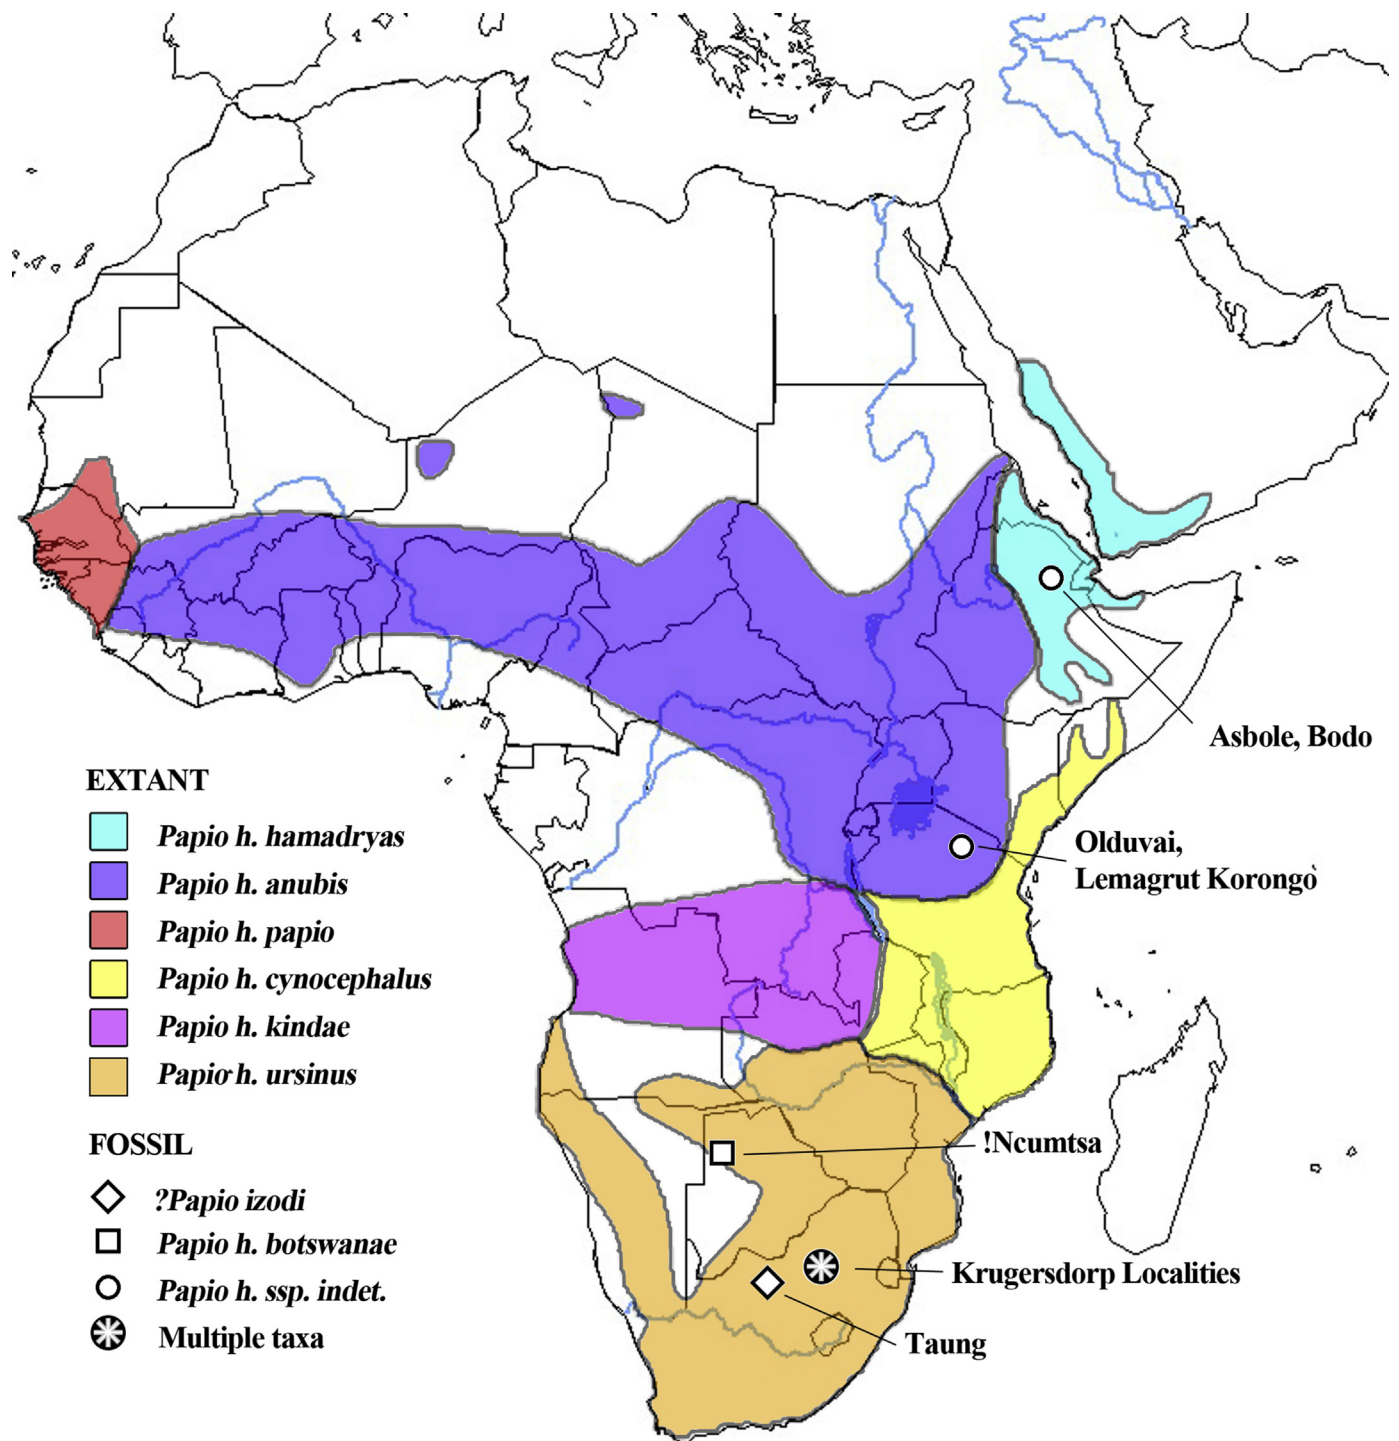 Asbole, Bodo
EXTANT
Papio h. hamadryas
Papio h. anubis
Papio h. papio
Papio h. cynocephalus
Papio h. kindae
Papio h. ursinus
Olduvai,
Lemagrut Korongo
FOSSIL
?Papio izodi
Papio h. botswanae
Papio h. ssp. indet.
Multiple taxa
!Ncumtsa
Krugersdorp Localities
Taung